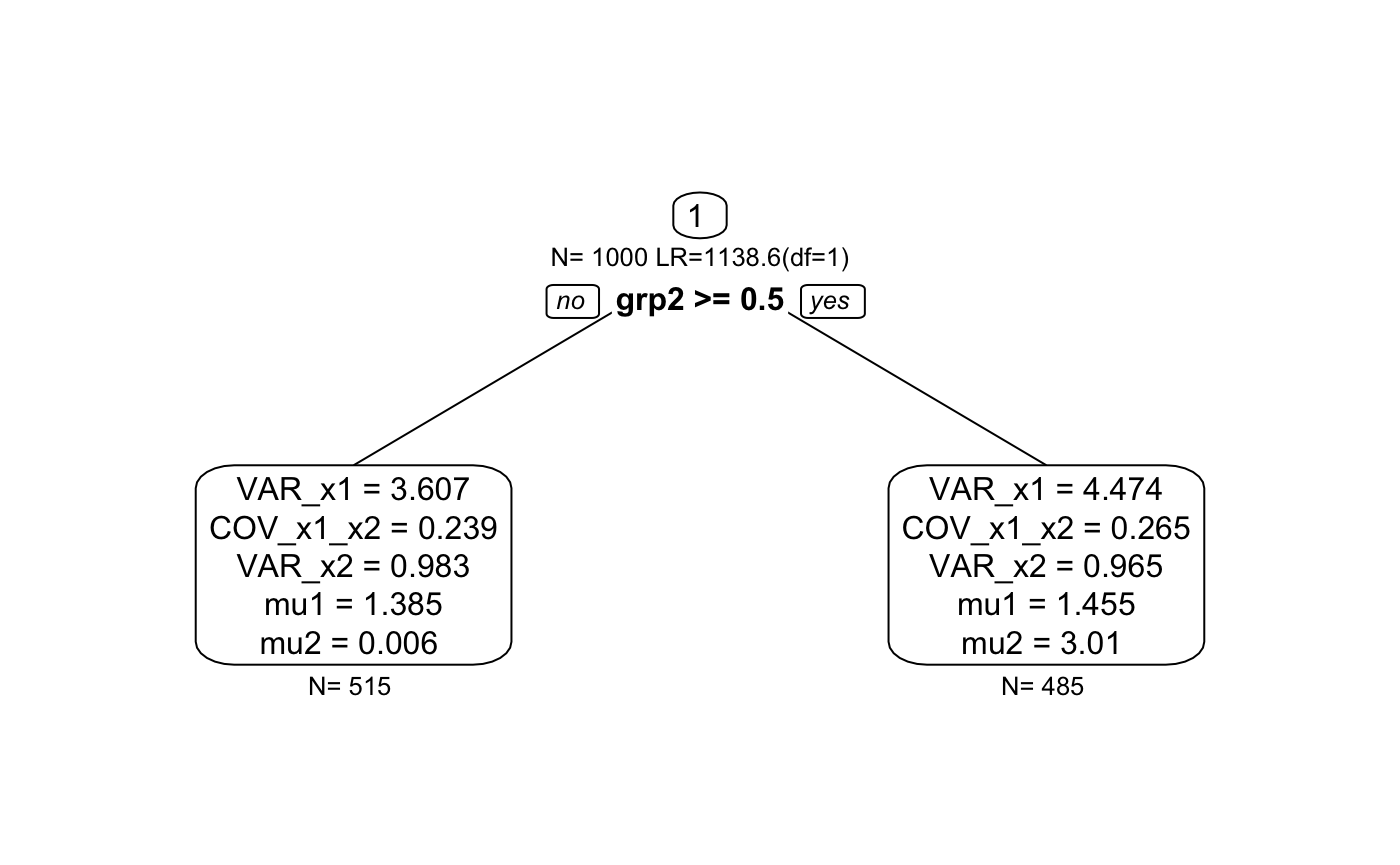 1
N= 1000 LR=1138.6(df=1)
no grp2 >= 0.5 yes
VAR_x1 = 3.607
COV_x1_x2 = 0.239
VAR_x2 = 0.983
mu1 = 1.385
mu2 = 0.006
N= 515
VAR_x1 = 4.474
COV_x1_x2 = 0.265
VAR_x2 = 0.965
mu1 = 1.455
mu2 = 3.01
N= 485